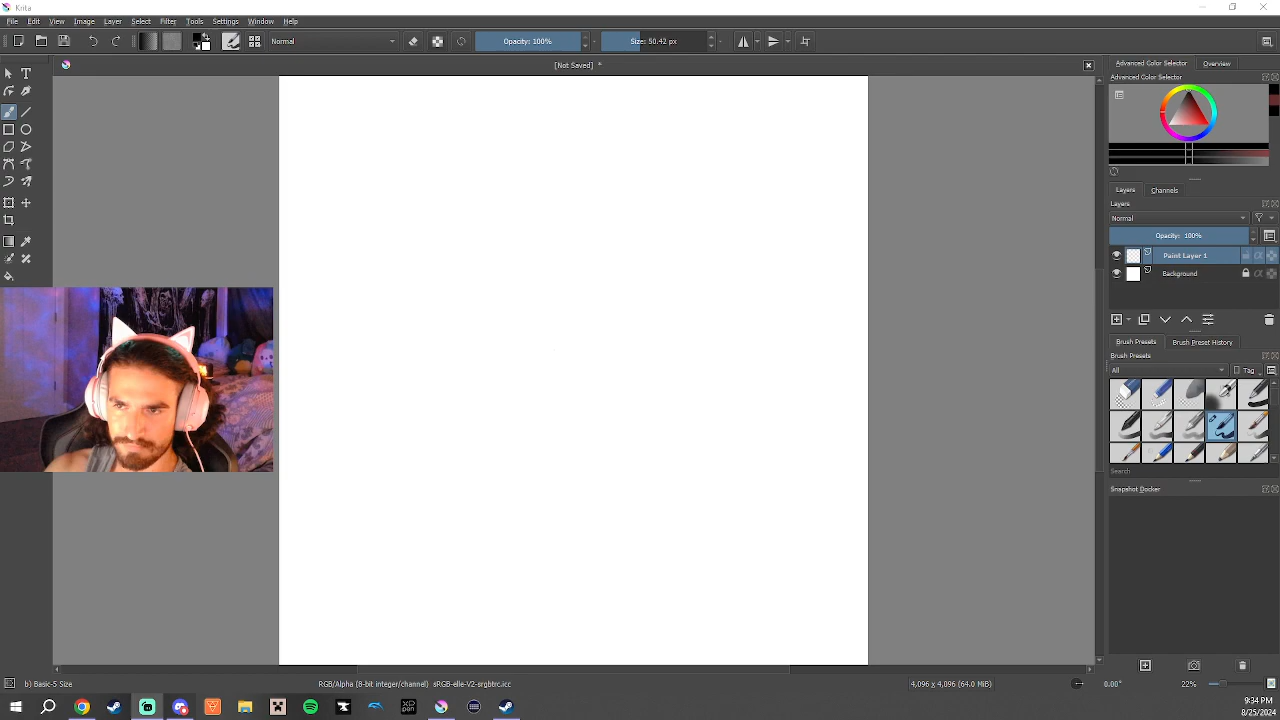 Krita
File Edit View Image Layer Select Filter Tools Settings Window Help
Normal Opacity: 100% Size: 50.42 px
[Not Saved] *
Advanced Color Selector Overview
Advanced Color Selector
Layers Channels
Layers
Normal
Opacity: 100%
Paint Layer 1
Background
Brush Presets Brush Preset History
Brush Presets
All Tag
Search
Snapshot Docker
b) Basic-5 Size RGB/Alpha (8-bit integer/channel) sRGB-elle-V2-srgbtrc.icc 4,096 x 4,096 (64.0 MiB) 0.00° 22%
XPPEN
9:34 PM
8/25/2024